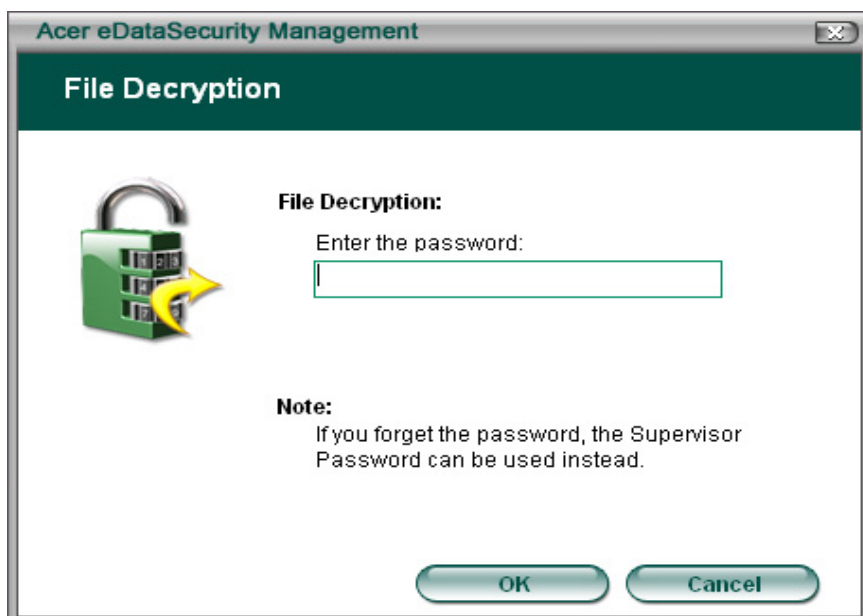 Acer eDataSecurity Management
File Decryption
File Decryption:
Enter the password:
Note:
If you forget the password, the Supervisor
Password can be used instead.
OK
Cancel